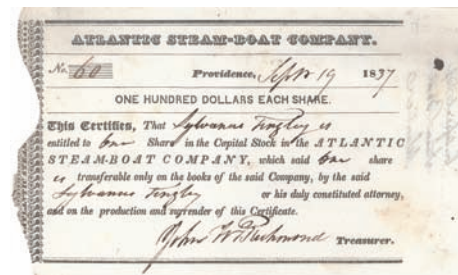 ATLANTIC STEAM-BOAT COMPANY.
No. 60 Providence, Sept 19 1837
ONE HUNDRED DOLLARS EACH SHARE.
This Certifies, That Sylvanus Tingley is
entitled to One Share in the Capital Stock in the ATLANTIC
STEAM-BOAT COMPANY, which said One share
is transferable only on the books of the said Company, by the said
Sylvanus Tingley or his duly constituted attorney,
and on the production and surrender of this Certificate.
John W Richmond Treasurer.